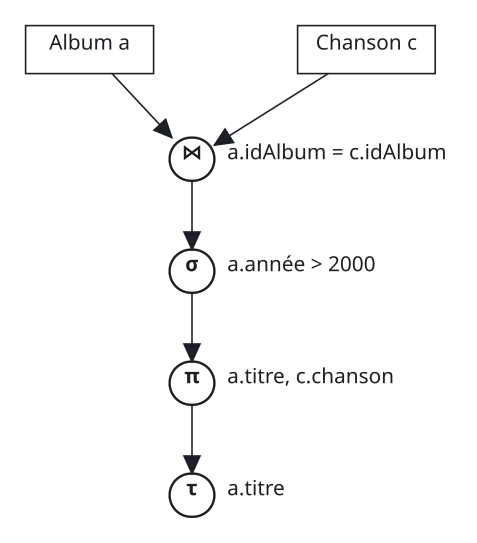 Album a
Chanson c
⋈ a.idAlbum = c.idAlbum
σ a.année > 2000
π a.titre, c.chanson
τ a.titre